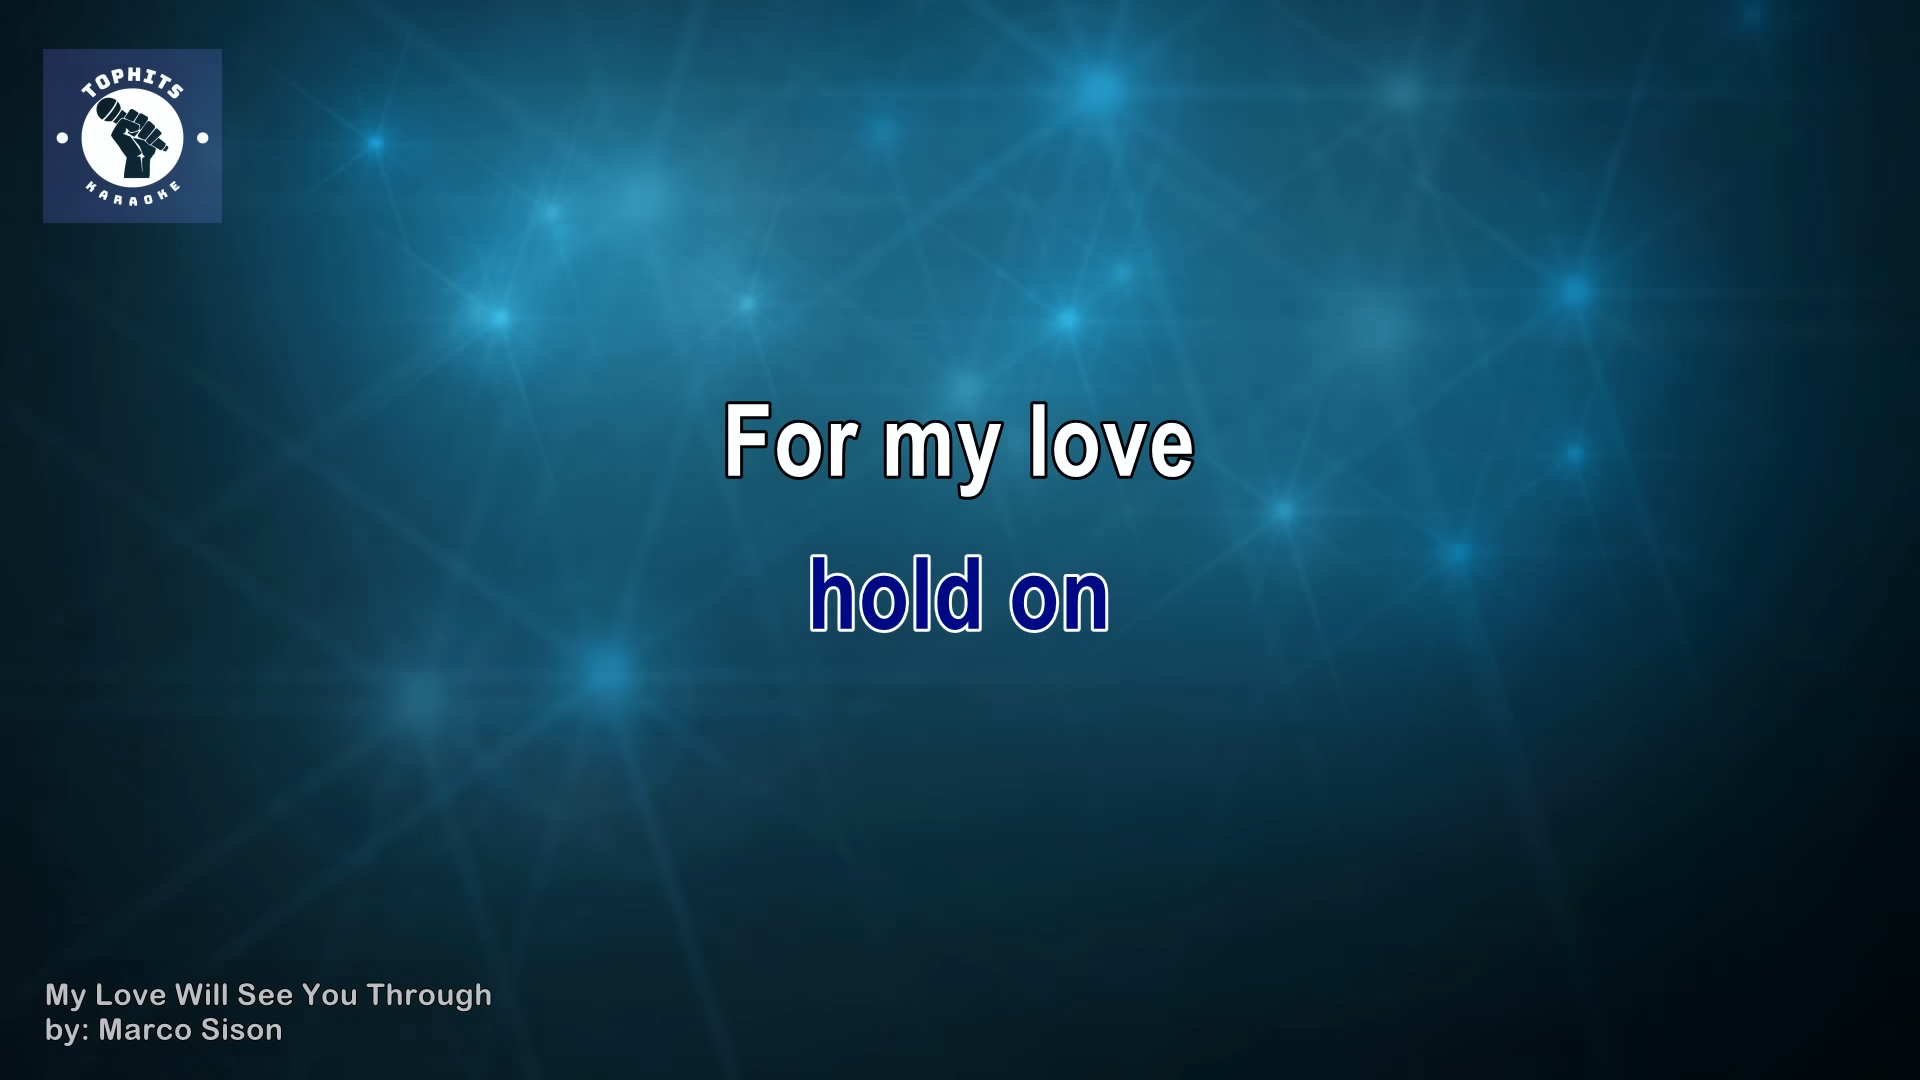 TOPHITS
KARAOKE
For my love
hold on
My Love Will See You Through
by: Marco Sison